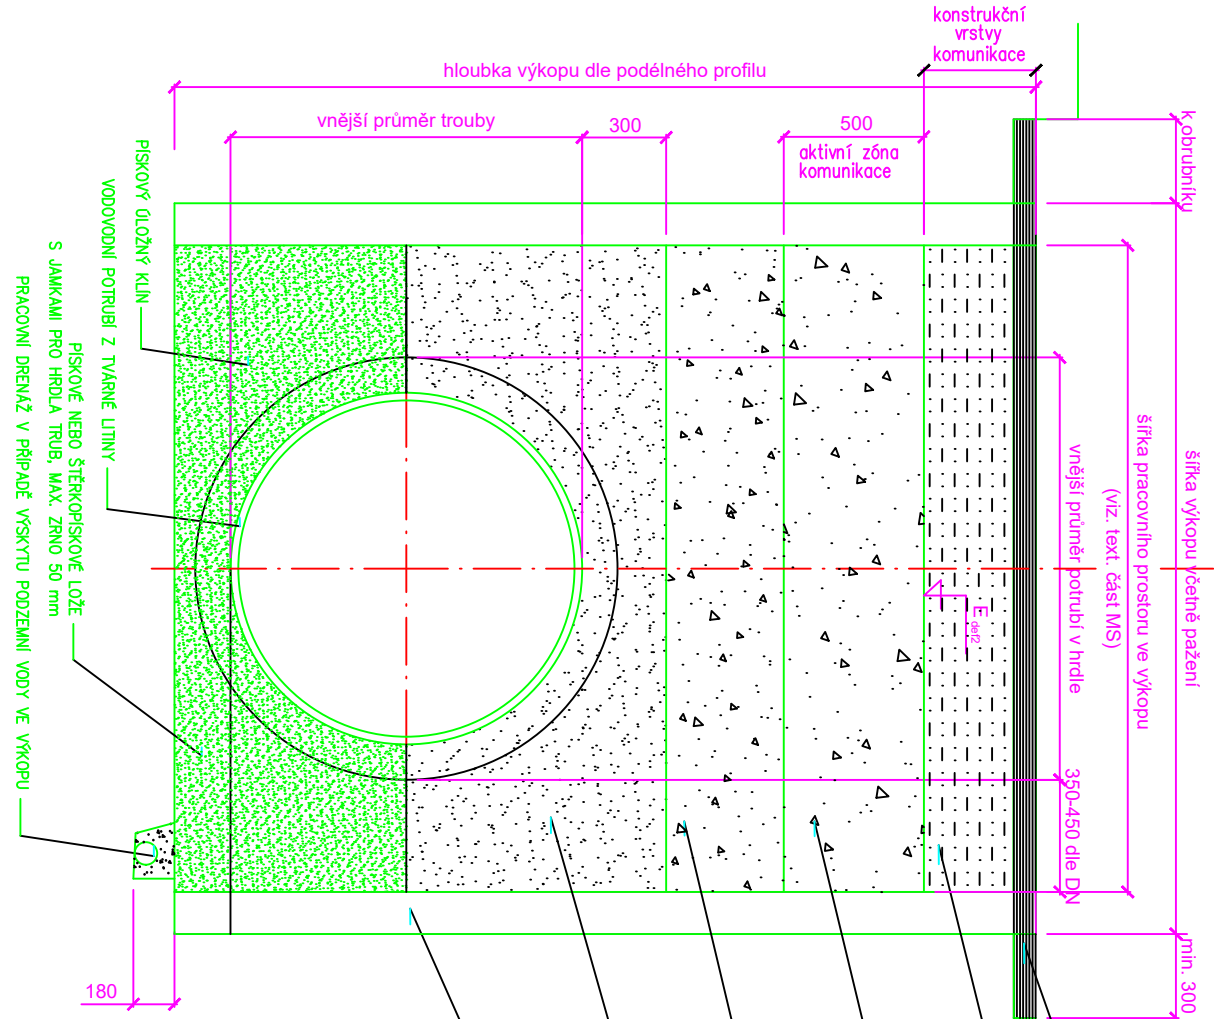 konstrukční
vrstvy
komunikace
hloubka výkopu dle podélného profilu
vnější průměr trouby
300
500
aktivní zóna
komunikace
k obrubníku
šířka výkopu včetně pažení
šířka pracovního prostoru ve výkopu
(viz. text. část MS)
vnější průměr potrubí v hrdle
350-450 dle DN
min. 300
E def2
PÍSKOVÝ ÚLOŽNÝ KLÍN
VODOVODNÍ POTRUBÍ Z TVÁRNÉ LITINY
PÍSKOVÉ NEBO ŠTĚRKOPÍSKOVÉ LOŽE
S JAMKAMI PRO HRDLA TRUB, MAX. ZRNO 50 mm
PRACOVNÍ DRENÁŽ V PŘÍPADĚ VÝSKYTU PODZEMNÍ VODY VE VÝKOPU
180